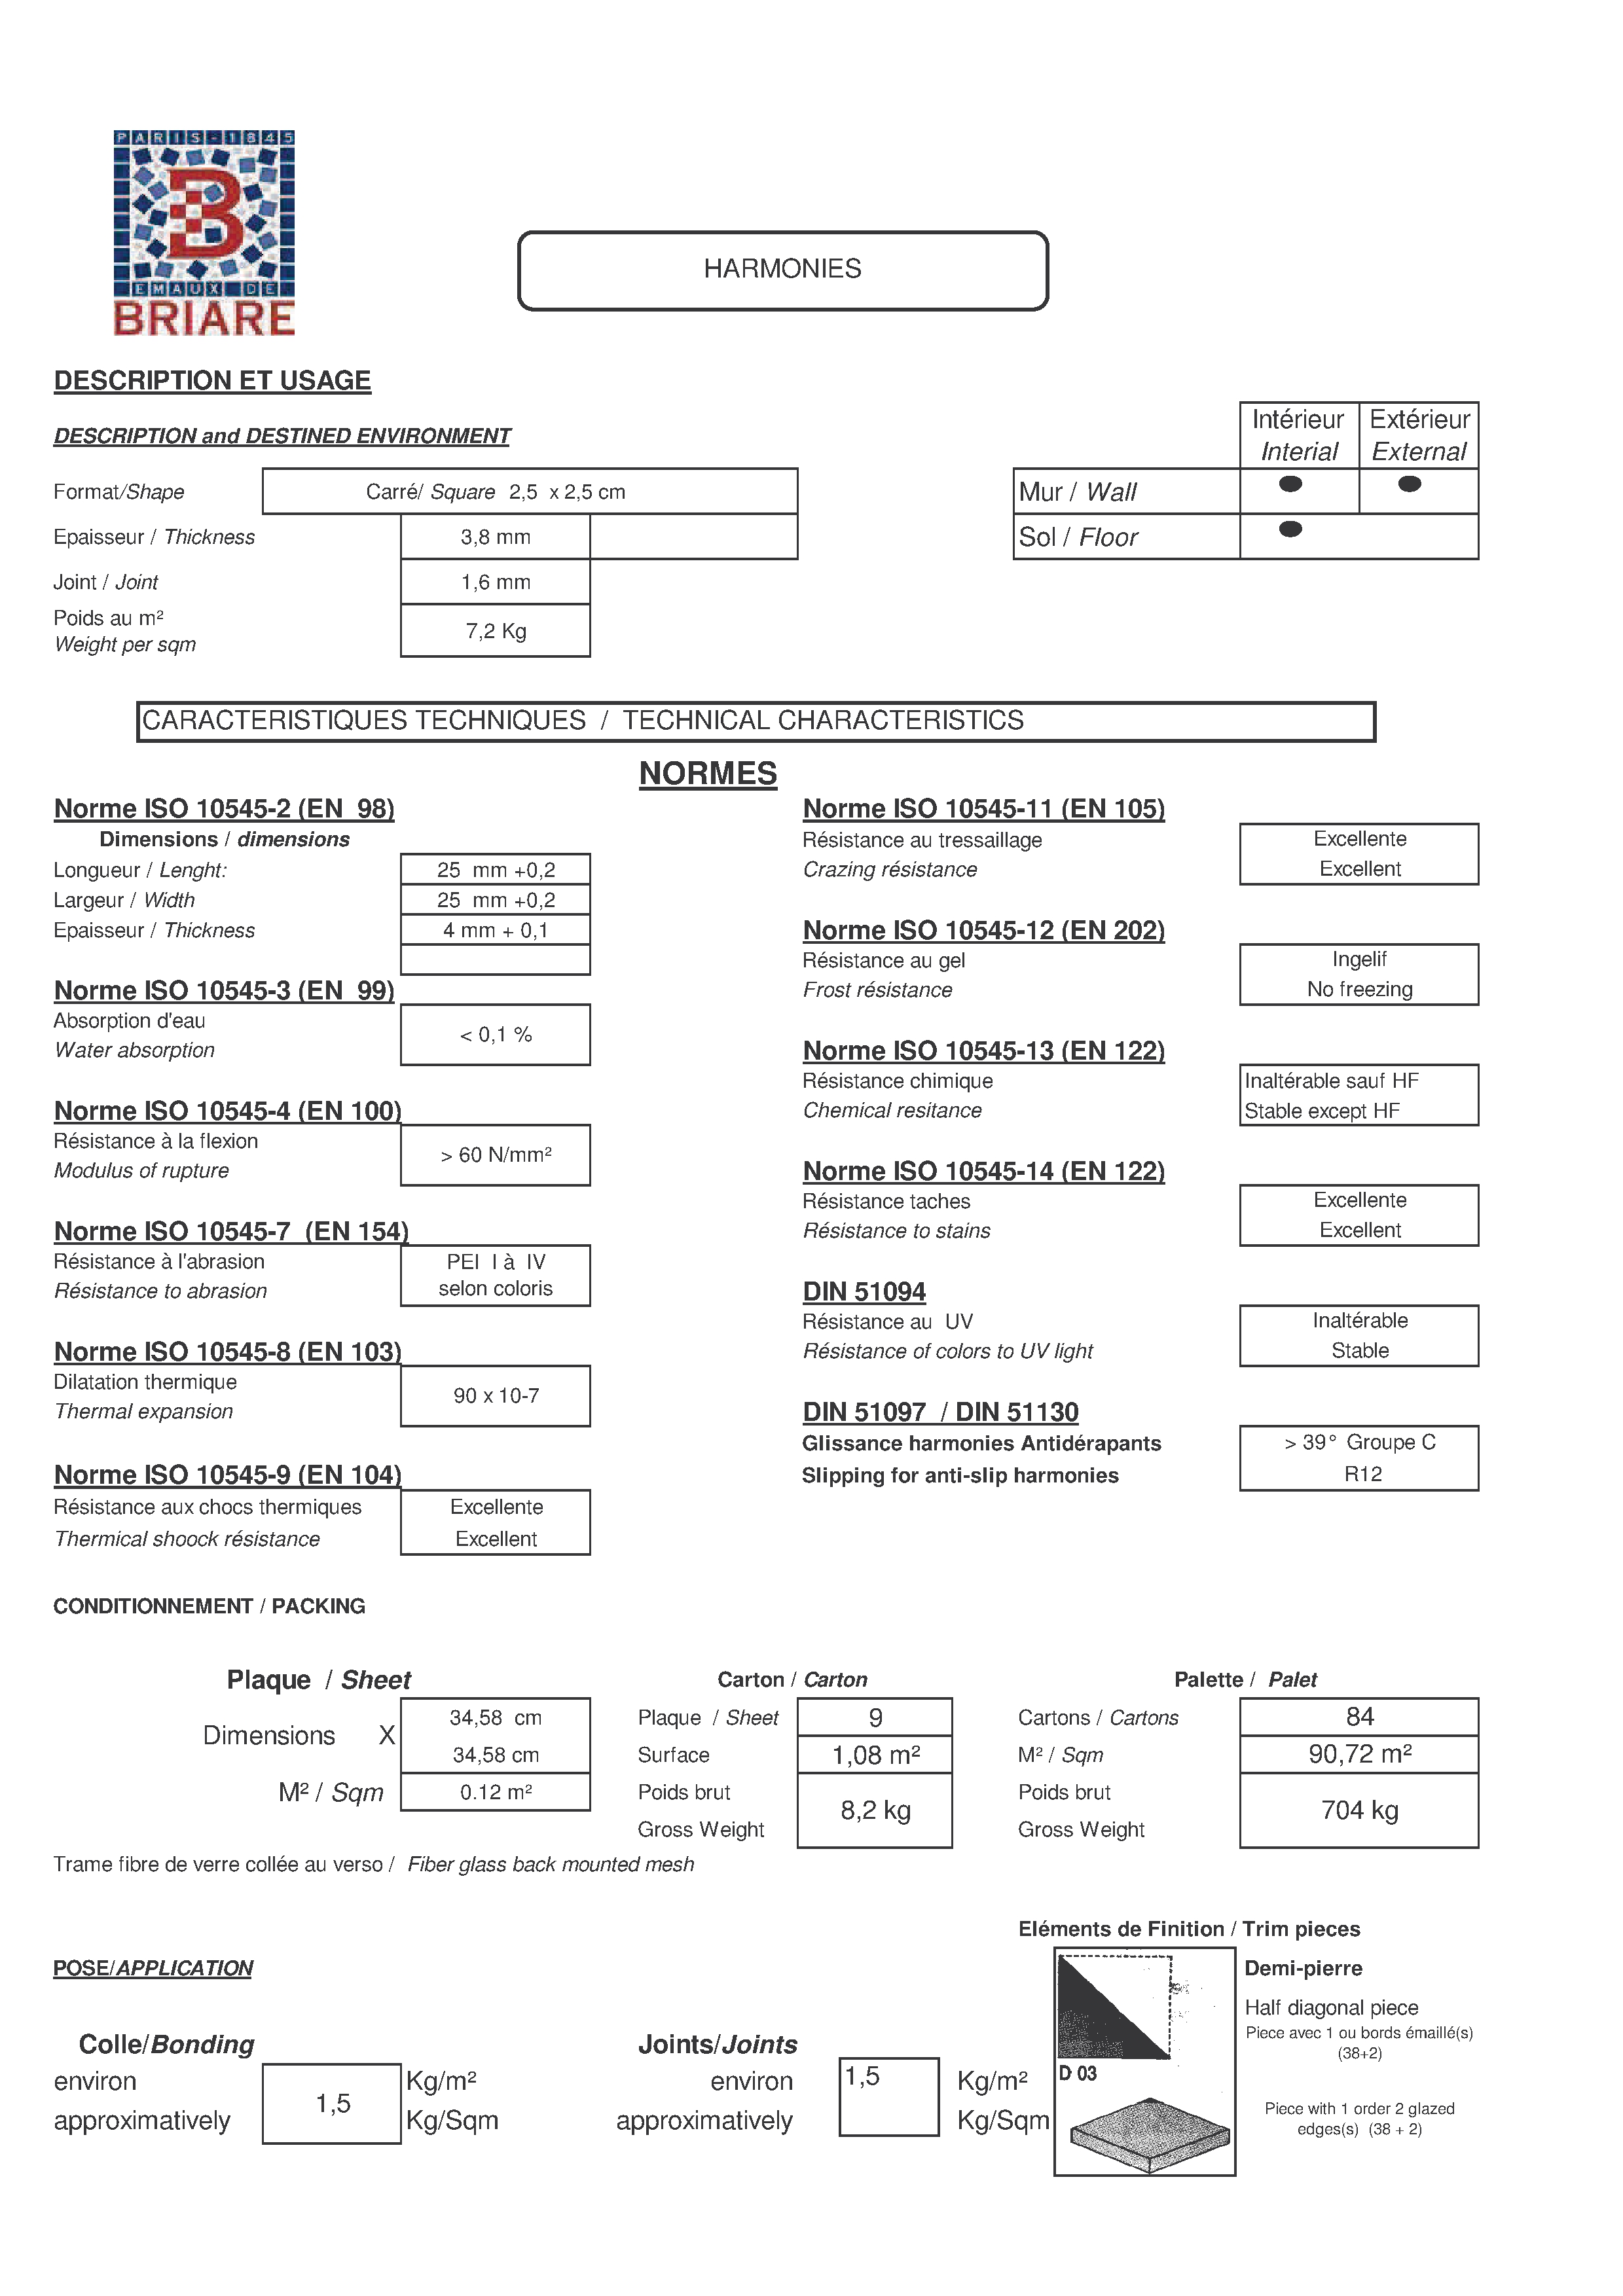 PARIS-1845
B
EMAUX DE
BRIARE
HARMONIES
DESCRIPTION ET USAGE
DESCRIPTION and DESTINED ENVIRONMENT
Intérieur Extérieur
Interial External
Format/Shape Carré/ Square 2,5 x 2,5 cm
Mur / Wall
Epaisseur / Thickness 3,8 mm
Sol / Floor
Joint / Joint 1,6 mm
Poids au m²
Weight per sqm
7,2 Kg
CARACTERISTIQUES TECHNIQUES / TECHNICAL CHARACTERISTICS
NORMES
Norme ISO 10545-2 (EN 98)
Dimensions / dimensions
Longueur / Lenght: 25 mm +0,2
Largeur / Width 25 mm +0,2
Epaisseur / Thickness 4 mm + 0,1
Norme ISO 10545-3 (EN 99)
Absorption d'eau
Water absorption
< 0,1 %
Norme ISO 10545-4 (EN 100)
Résistance à la flexion
Modulus of rupture
> 60 N/mm²
Norme ISO 10545-7 (EN 154)
Résistance à l'abrasion PEI I à IV
Résistance to abrasion selon coloris
Norme ISO 10545-8 (EN 103)
Dilatation thermique
Thermal expansion
90 x 10-7
Norme ISO 10545-9 (EN 104)
Résistance aux chocs thermiques Excellente
Thermical shoock résistance Excellent
Norme ISO 10545-11 (EN 105)
Résistance au tressaillage Excellente
Crazing résistance Excellent
Norme ISO 10545-12 (EN 202)
Résistance au gel Ingelif
Frost résistance No freezing
Norme ISO 10545-13 (EN 122)
Résistance chimique Inaltérable sauf HF
Chemical resitance Stable except HF
Norme ISO 10545-14 (EN 122)
Résistance taches Excellente
Résistance to stains Excellent
DIN 51094
Résistance au UV Inaltérable
Résistance of colors to UV light Stable
DIN 51097 / DIN 51130
Glissance harmonies Antidérapants > 39° Groupe C
Slipping for anti-slip harmonies R12
CONDITIONNEMENT / PACKING
Plaque / Sheet
Dimensions X
34,58 cm
34,58 cm
M² / Sqm 0.12 m²
Carton / Carton
Plaque / Sheet 9
Surface 1,08 m²
Poids brut
Gross Weight
8,2 kg
Palette / Palet
Cartons / Cartons 84
M² / Sqm 90,72 m²
Poids brut
Gross Weight
704 kg
Trame fibre de verre collée au verso / Fiber glass back mounted mesh
POSE/APPLICATION
Colle/Bonding
environ
approximatively
1,5
Kg/m²
Kg/Sqm
Joints/Joints
environ
approximatively
1,5
Kg/m²
Kg/Sqm
Eléments de Finition / Trim pieces
D 03
Demi-pierre
Half diagonal piece
Piece avec 1 ou bords émaillé(s)
(38+2)
Piece with 1 order 2 glazed
edges(s) (38 + 2)